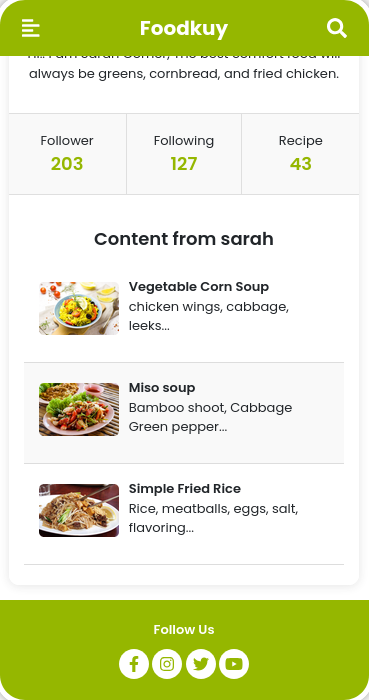 Foodkuy
always be greens, cornbread, and fried chicken.
Follower
203
Following
127
Recipe
43
Content from sarah
Vegetable Corn Soup
chicken wings, cabbage,
leeks...
Miso soup
Bamboo shoot, Cabbage
Green pepper...
Simple Fried Rice
Rice, meatballs, eggs, salt,
flavoring...
Follow Us